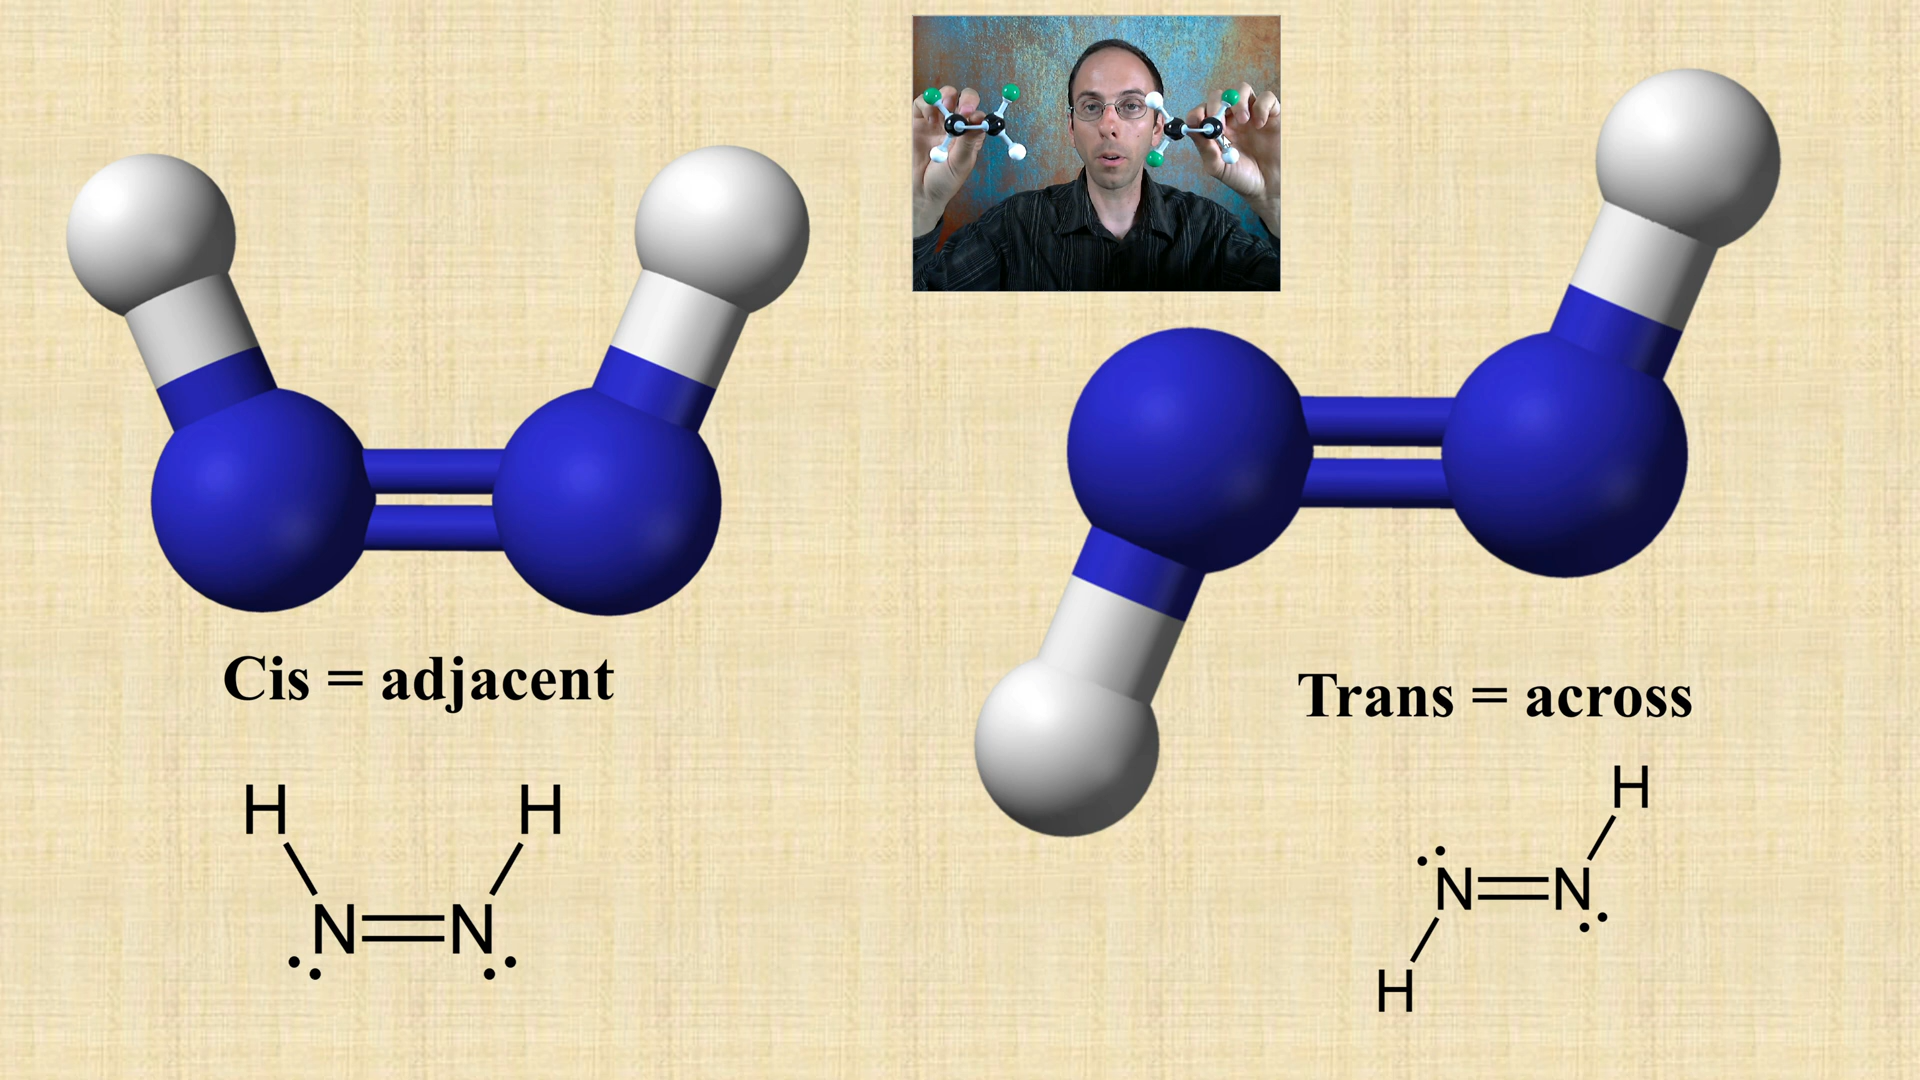 Cis = adjacent
H H
N=N
Trans = across
H
N=N
H